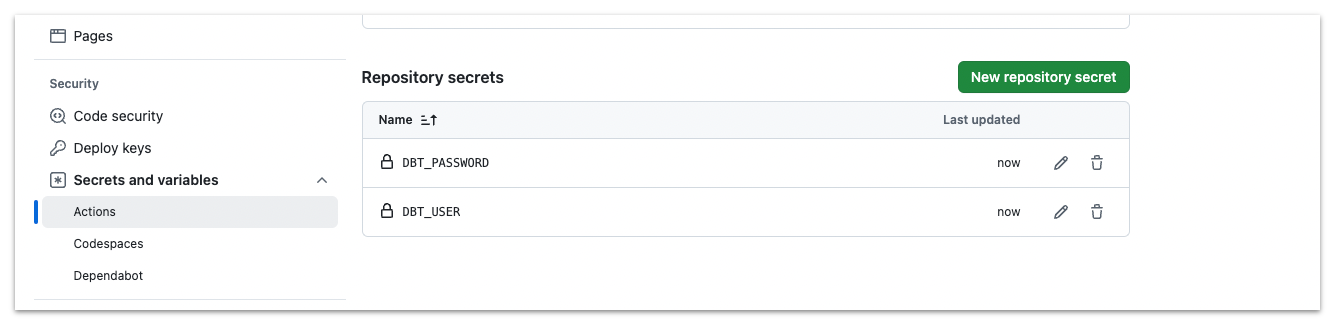 Pages
Security
Code security
Deploy keys
Secrets and variables
Actions
Codespaces
Dependabot
Repository secrets
New repository secret
Name Last updated
DBT_PASSWORD now
DBT_USER now